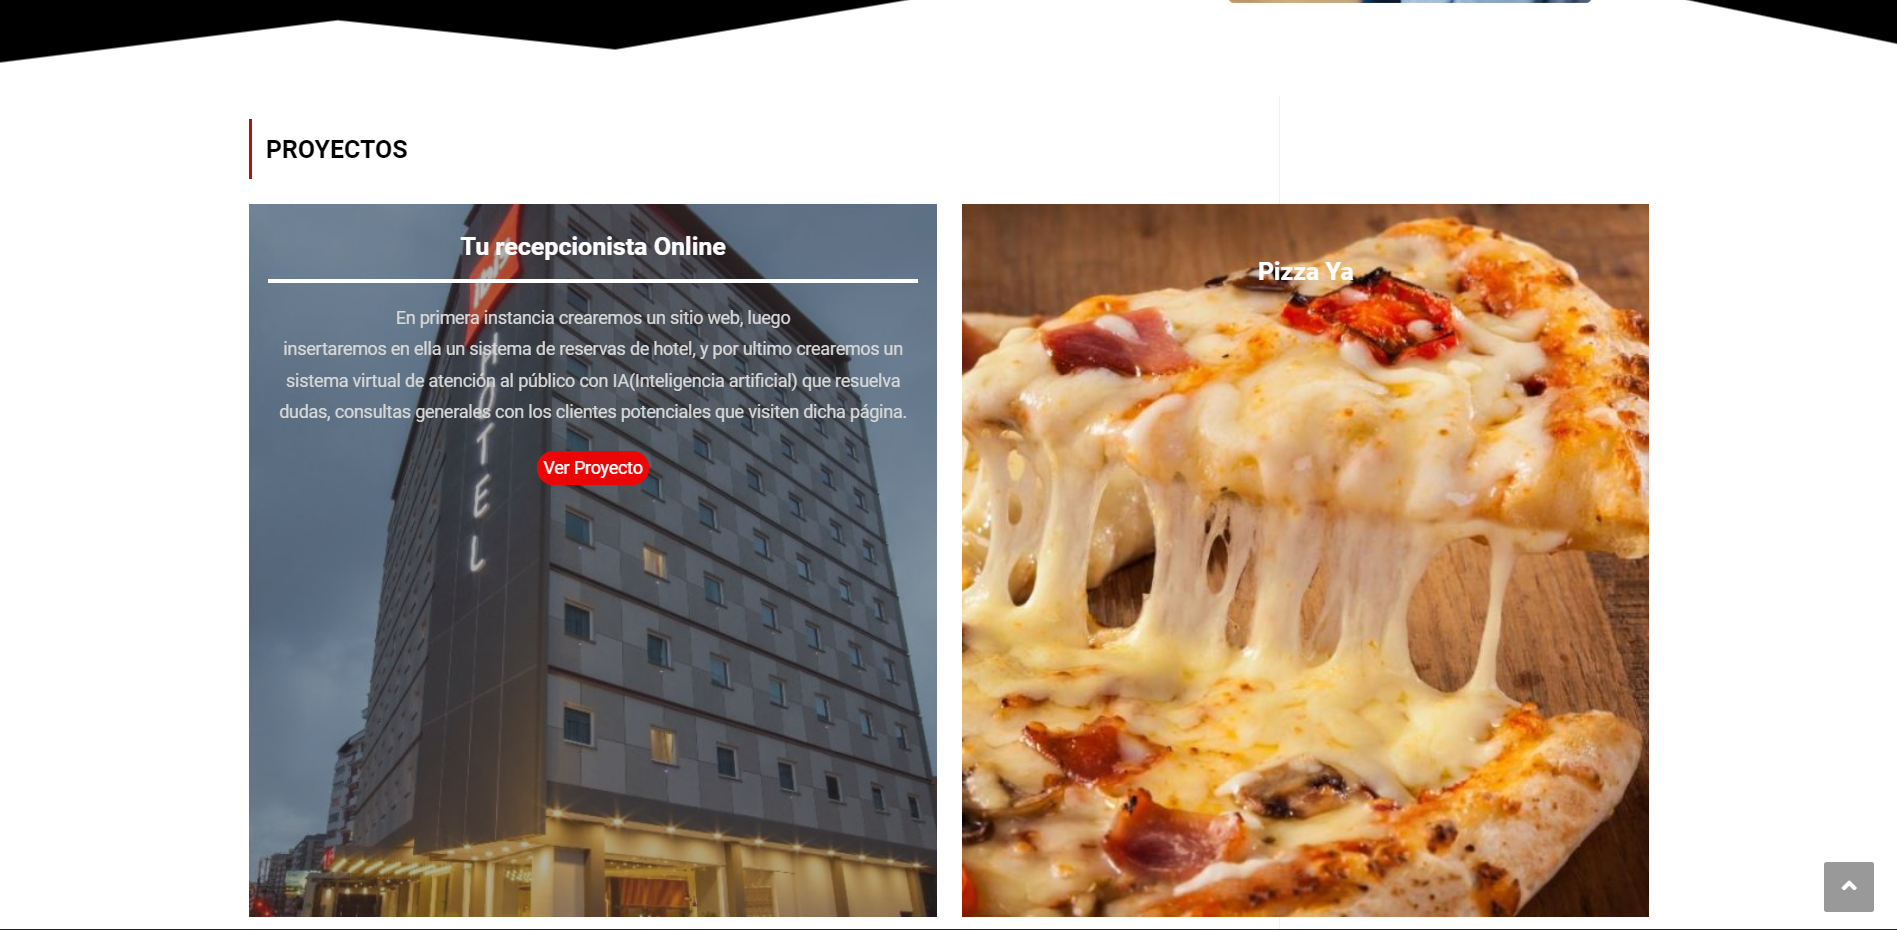 PROYECTOS
Tu recepcionista Online
En primera instancia crearemos un sitio web, luego
insertaremos en ella un sistema de reservas de hotel, y por ultimo crearemos un
sistema virtual de atención al público con IA(Inteligencia artificial) que resuelva
dudas, consultas generales con los clientes potenciales que visiten dicha página.
Ver Proyecto
ibis
HOTEL
Pizza Ya